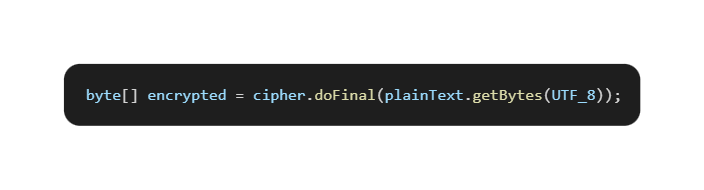 byte[] encrypted = cipher.doFinal(plainText.getBytes(UTF_8));